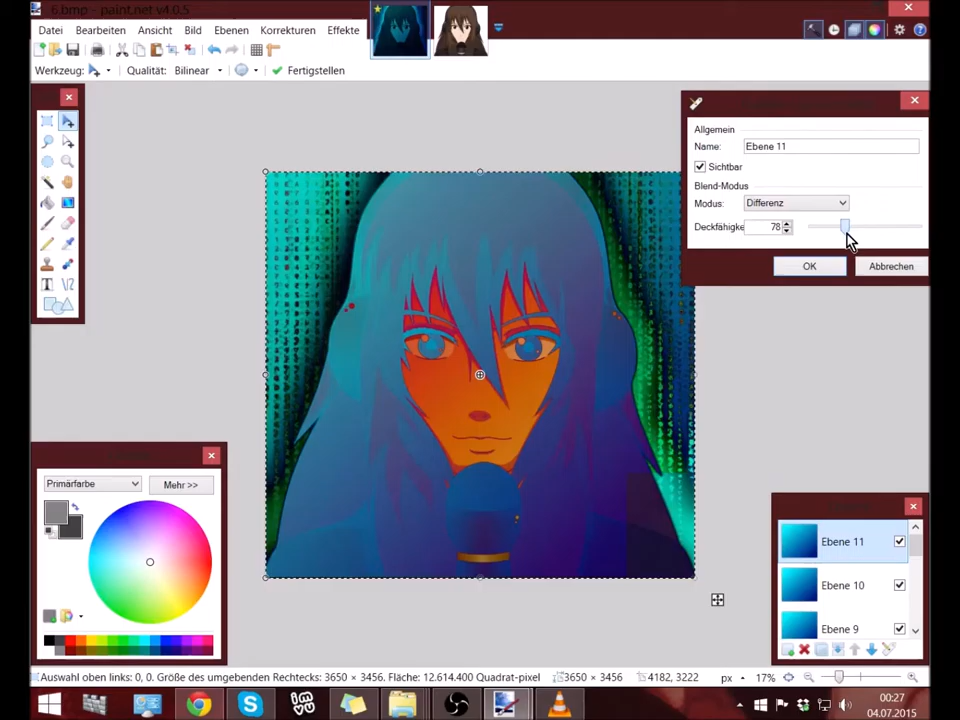 6.bmp - paint.net v4.0.5
Datei Bearbeiten Ansicht Bild Ebenen Korrekturen Effekte
Werkzeug: Qualität: Bilinear Fertigstellen
Allgemein
Name: Ebene 11
Sichtbar
Blend-Modus
Modus: Differenz
Deckfähigke 78
OK Abbrechen
Primärfarbe Mehr >>
Ebene 11
Ebene 10
Ebene 9
Auswahl oben links: 0, 0. Größe des umgebenden Rechtecks: 3650 × 3456. Fläche: 12.614.400 Quadrat-pixel 3650 × 3456 4182, 3222 px 17%
imvu 00:27
04.07.2015